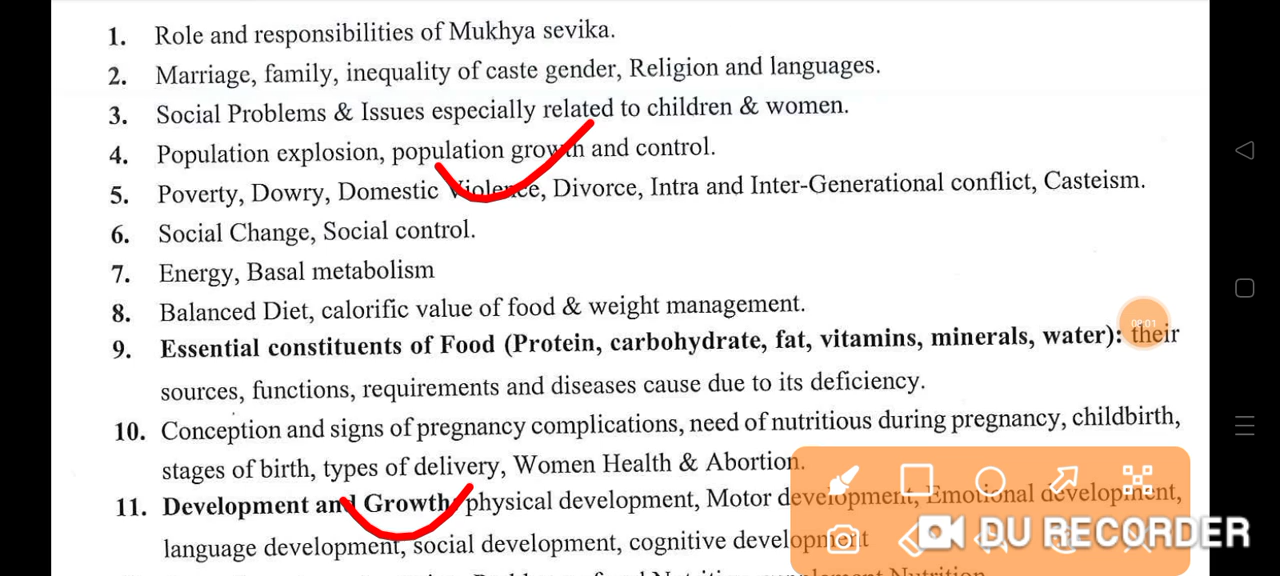 1. Role and responsibilities of Mukhya sevika.
2. Marriage, family, inequality of caste gender, Religion and languages.
3. Social Problems & Issues especially related to children & women.
4. Population explosion, population growth and control.
5. Poverty, Dowry, Domestic Violence, Divorce, Intra and Inter-Generational conflict, Casteism.
6. Social Change, Social control.
7. Energy, Basal metabolism
8. Balanced Diet, calorific value of food & weight management.
08:01
9. Essential constituents of Food (Protein, carbohydrate, fat, vitamins, minerals, water): their
sources, functions, requirements and diseases cause due to its deficiency.
10. Conception and signs of pregnancy complications, need of nutritious during pregnancy, childbirth,
stages of birth, types of delivery, Women Health & Abortion.
11. Development and Growth physical development, Motor development, Emotional development,
language development, social development, cognitive development
DU RECORDER
Nutrition